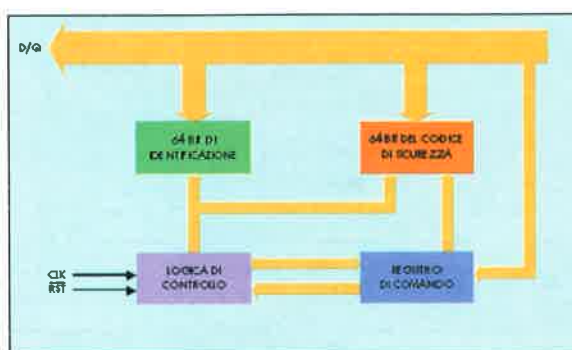 D/Q
64 BIT DI
IDENTIFICAZIONE
64 BIT DEL CODICE
DI SICUREZZA
CLK
RST
LOGICA DI
CONTROLLO
REGISTRO
DI COMANDO